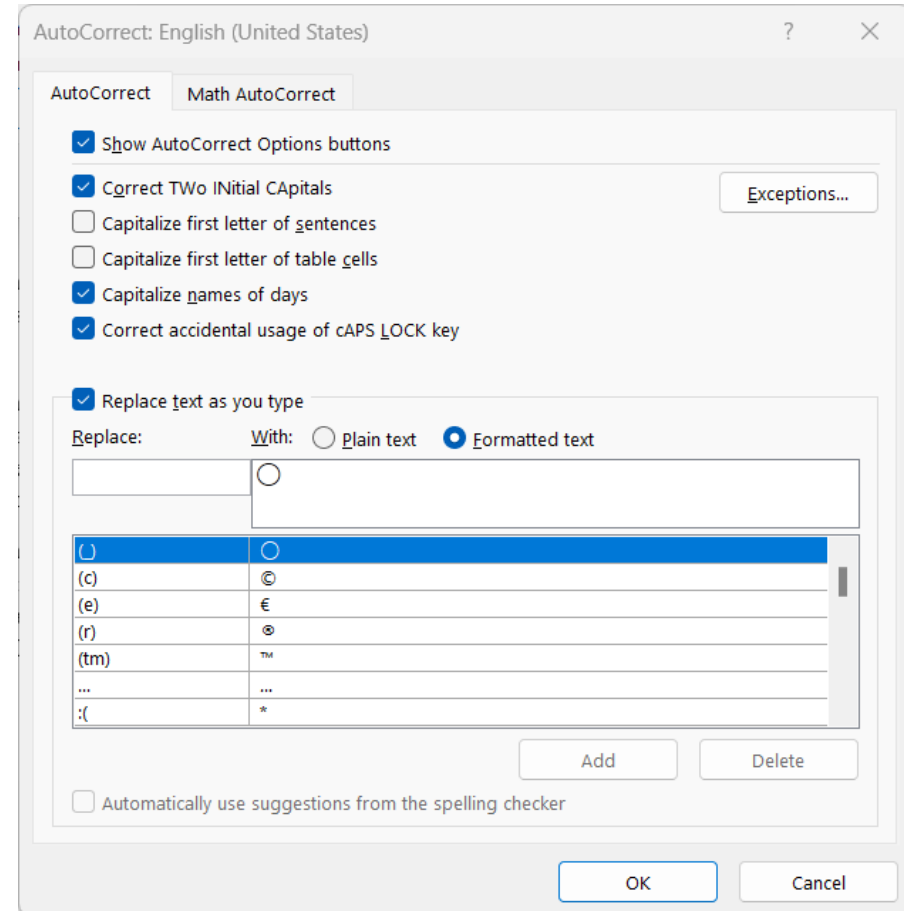 AutoCorrect: English (United States) ?
AutoCorrect Math AutoCorrect
Show AutoCorrect Options buttons
Correct TWo INitial CApitals
Exceptions...
Capitalize first letter of sentences
Capitalize first letter of table cells
Capitalize names of days
Correct accidental usage of cAPS LOCK key
Replace text as you type
Replace: With: Plain text Formatted text
○
(_) ○
(c) ©
(e) €
(r) ®
(tm) ™
... ...
:( *
Add Delete
Automatically use suggestions from the spelling checker
OK Cancel